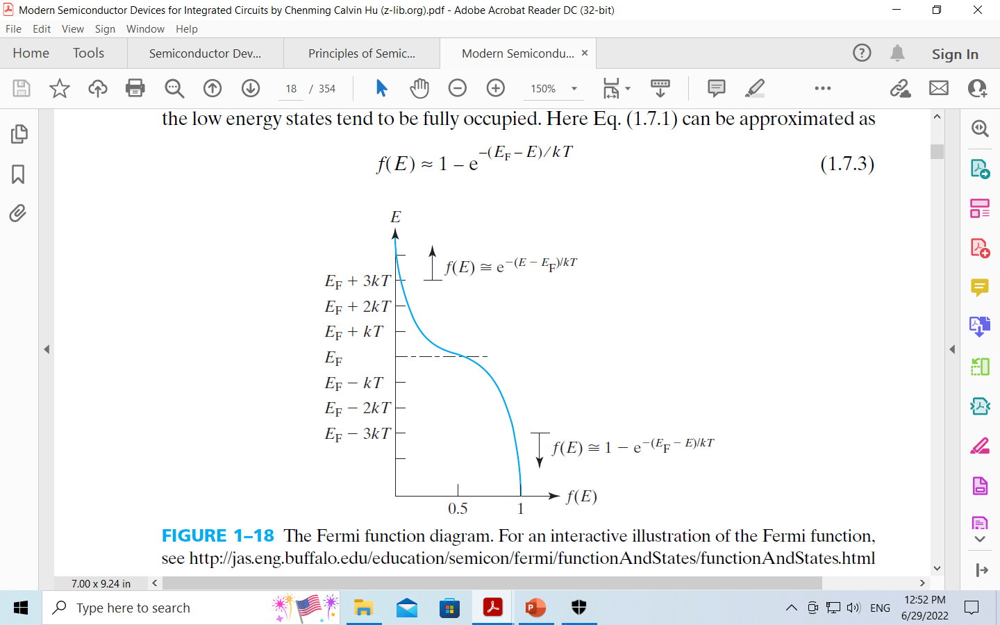 Modern Semiconductor Devices for Integrated Circuits by Chenming Calvin Hu (z-lib.org).pdf - Adobe Acrobat Reader DC (32-bit)
File Edit View Sign Window Help
Home Tools Semiconductor Dev... Principles of Semic... Modern Semicondu... × Sign In
18 / 354 150%
the low energy states tend to be fully occupied. Here Eq. (1.7.1) can be approximated as
f(E) ≈ 1 – e^–(E_F – E)/kT (1.7.3)
E
f(E) ≅ e^−(E − E_F)/kT
E_F + 3kT
E_F + 2kT
E_F + kT
E_F
E_F − kT
E_F − 2kT
E_F − 3kT
f(E) ≅ 1 − e^−(E_F − E)/kT
f(E)
0.5 1
FIGURE 1–18 The Fermi function diagram. For an interactive illustration of the Fermi function,
see http://jas.eng.buffalo.edu/education/semicon/fermi/functionAndStates/functionAndStates.html
7.00 x 9.24 in
Type here to search
ENG
12:52 PM
6/29/2022